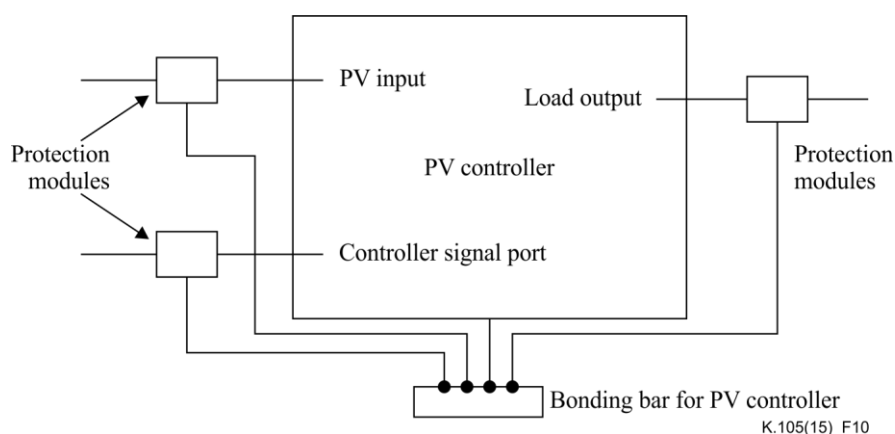 PV input
Load output
Protection
modules
PV controller
Protection
modules
Controller signal port
Bonding bar for PV controller
K.105(15)_F10